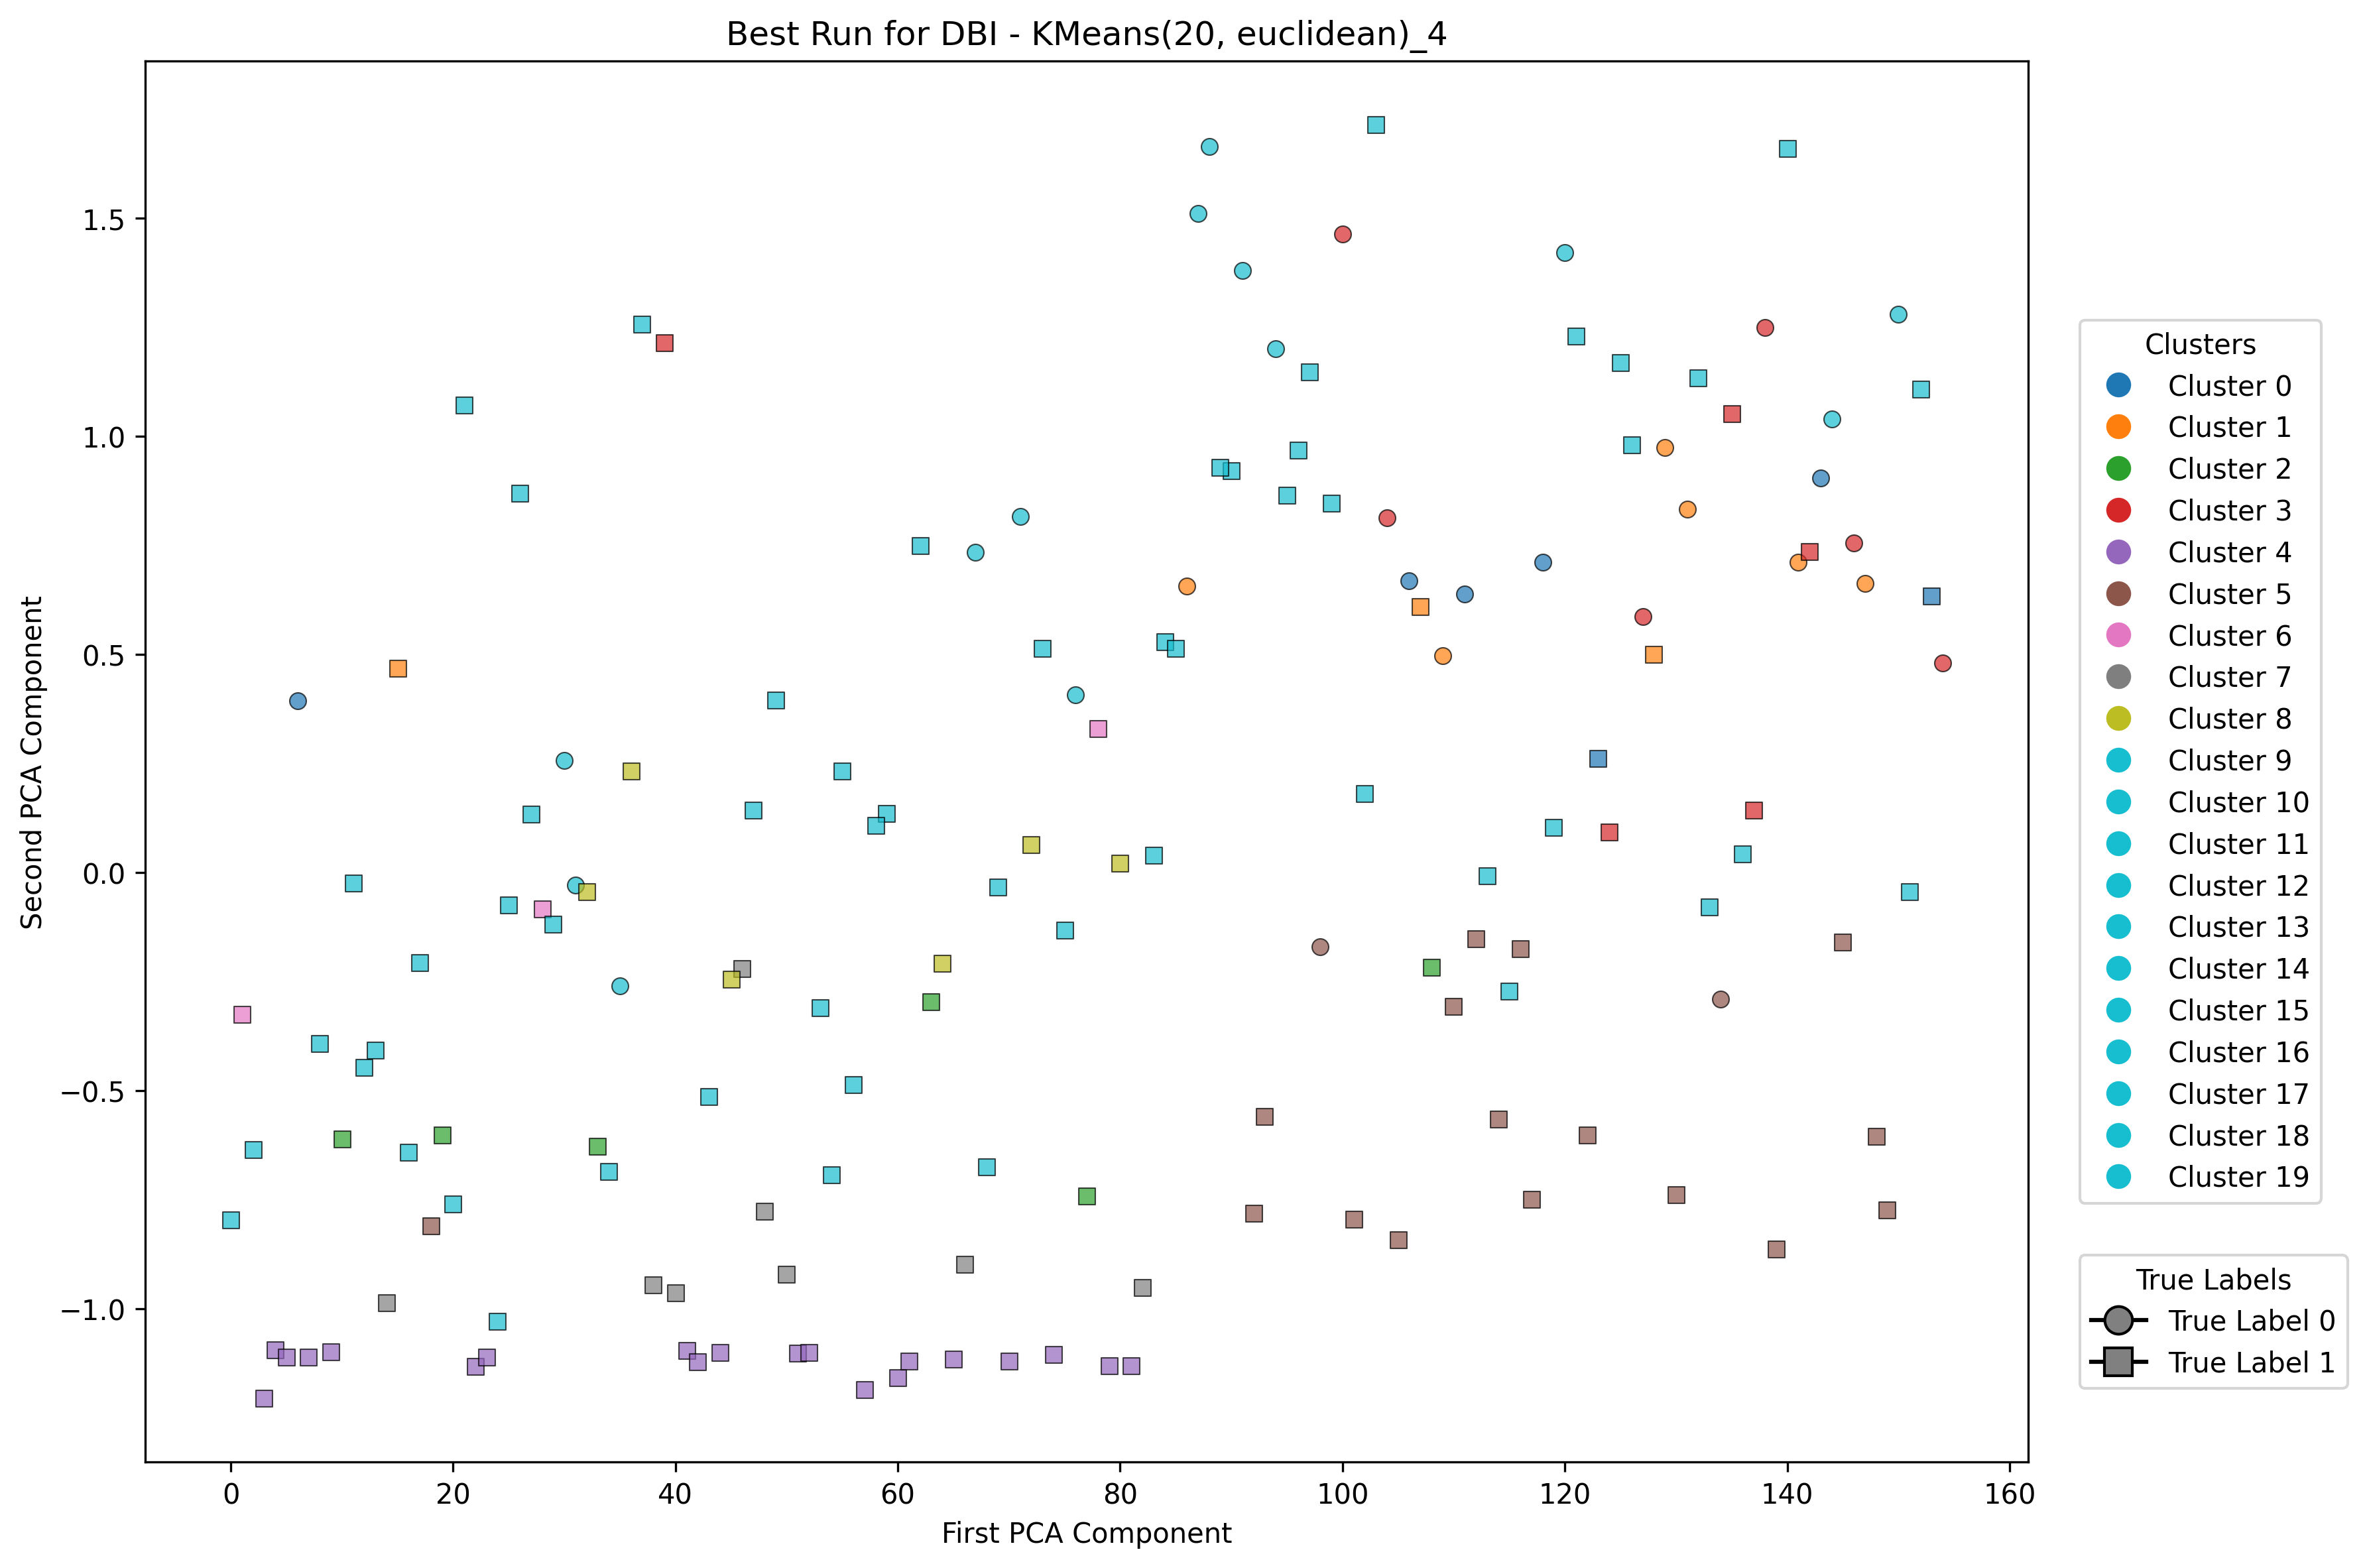 Best Run for DBI - KMeans(20, euclidean)_4
Second PCA Component
1.5
1.0
0.5
0.0
−0.5
−1.0
0 20 40 60 80 100 120 140 160
First PCA Component
Clusters
Cluster 0
Cluster 1
Cluster 2
Cluster 3
Cluster 4
Cluster 5
Cluster 6
Cluster 7
Cluster 8
Cluster 9
Cluster 10
Cluster 11
Cluster 12
Cluster 13
Cluster 14
Cluster 15
Cluster 16
Cluster 17
Cluster 18
Cluster 19
True Labels
True Label 0
True Label 1